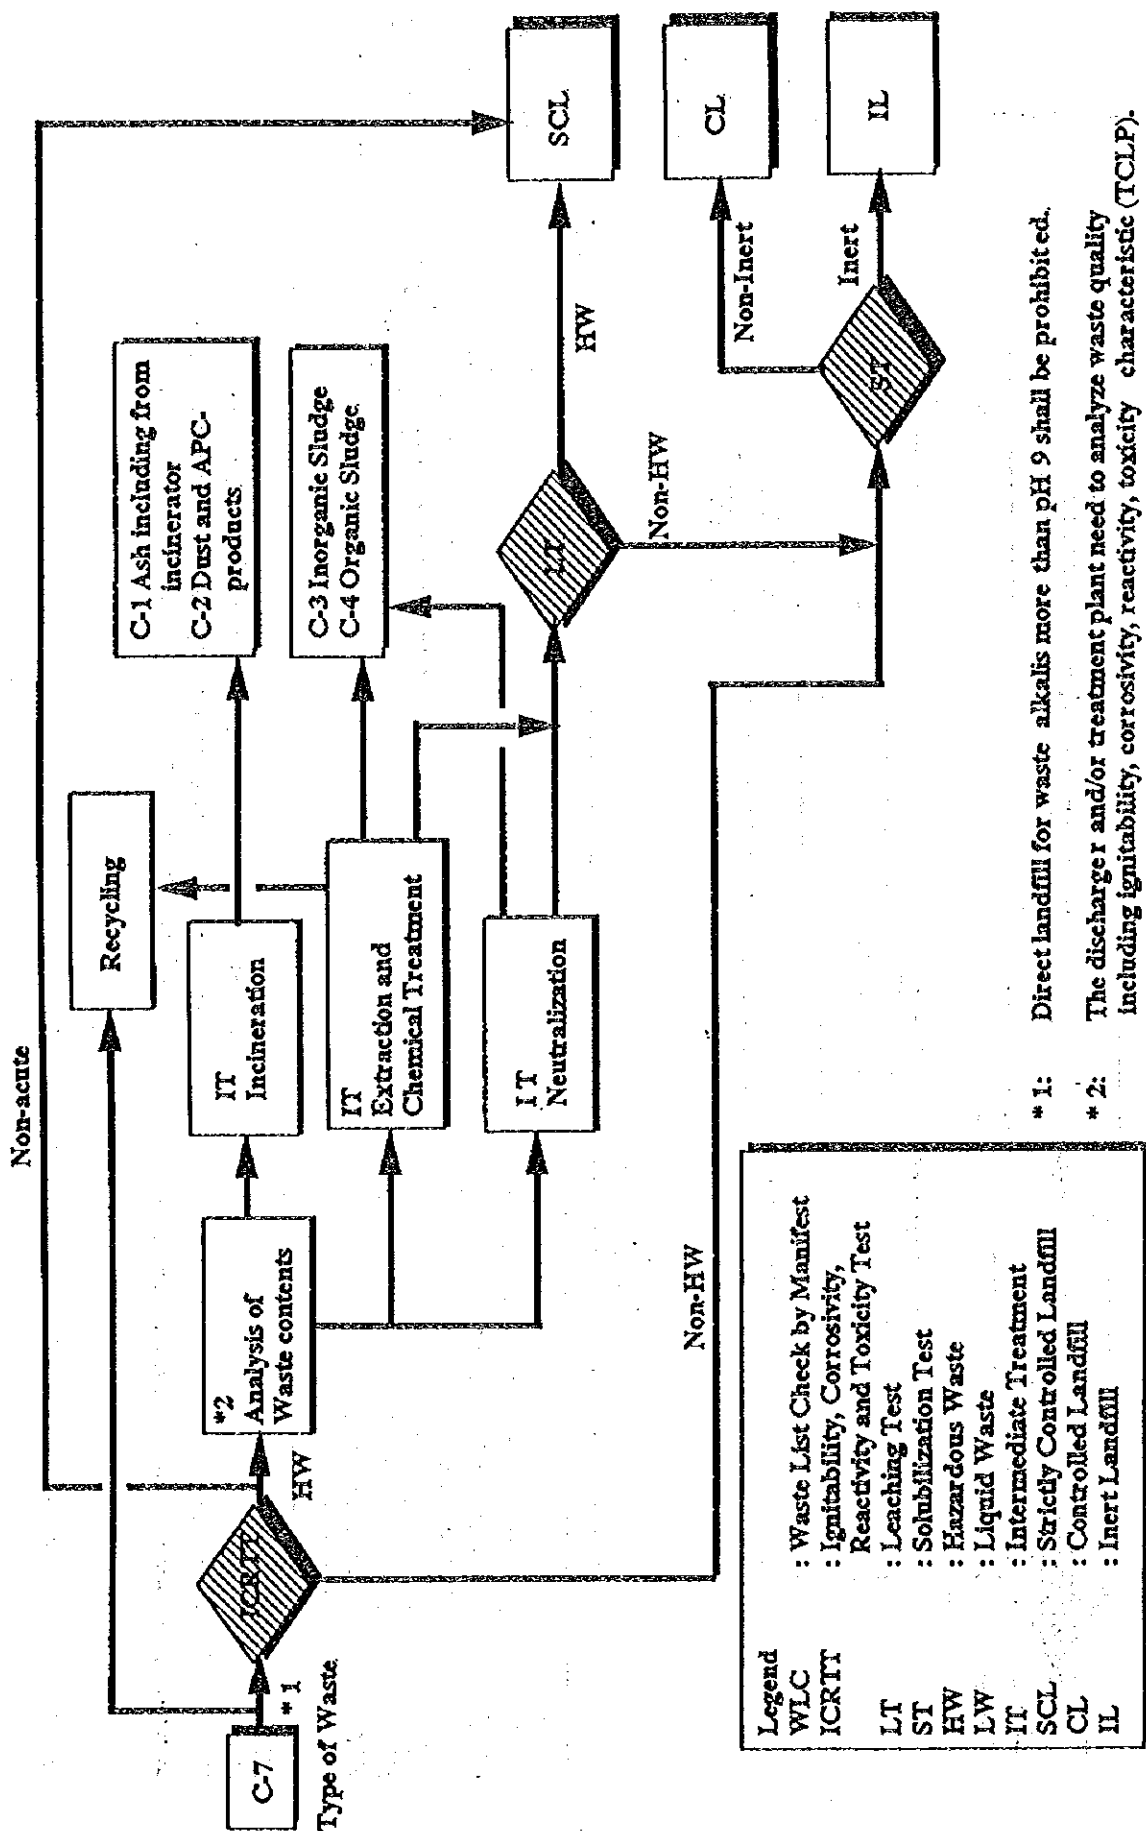 Non-acute
Recycling
C-1 Ash including from
incinerator
C-2 Dust and APC-
products
IT
Incineration
C-3 Inorganic Sludge
C-4 Organic Sludge
*2
Analysis of
Waste contents
IT
Extraction and
Chemical Treatment
C-7
*1
Type of Waste
ICRTT
HW
I T
Neutralization
LT
HW
SCL
Non-HW
Non-HW
Non-Inert
CL
ST
Inert
IL
Legend
WLC : Waste List Check by Manifest
ICRTT : Ignitability, Corrosivity,
Reactivity and Toxicity Test
LT : Leaching Test
ST : Solubilization Test
HW : Hazardous Waste
LW : Liquid Waste
IT : Intermediate Treatment
SCL : Strictly Controlled Landfill
CL : Controlled Landfill
IL : Inert Landfill
* 1: Direct landfill for waste alkalis more than pH 9 shall be prohibited.
* 2: The discharger and/or treatment plant need to analyze waste quality
including ignitability, corrosivity, reactivity, toxicity characteristic (TCLP).